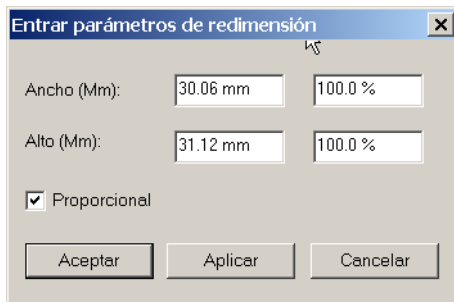 Entrar parámetros de redimensión
Ancho (Mm): 30.06 mm 100.0 %
Alto (Mm): 31.12 mm 100.0 %
Proporcional
Aceptar Aplicar Cancelar